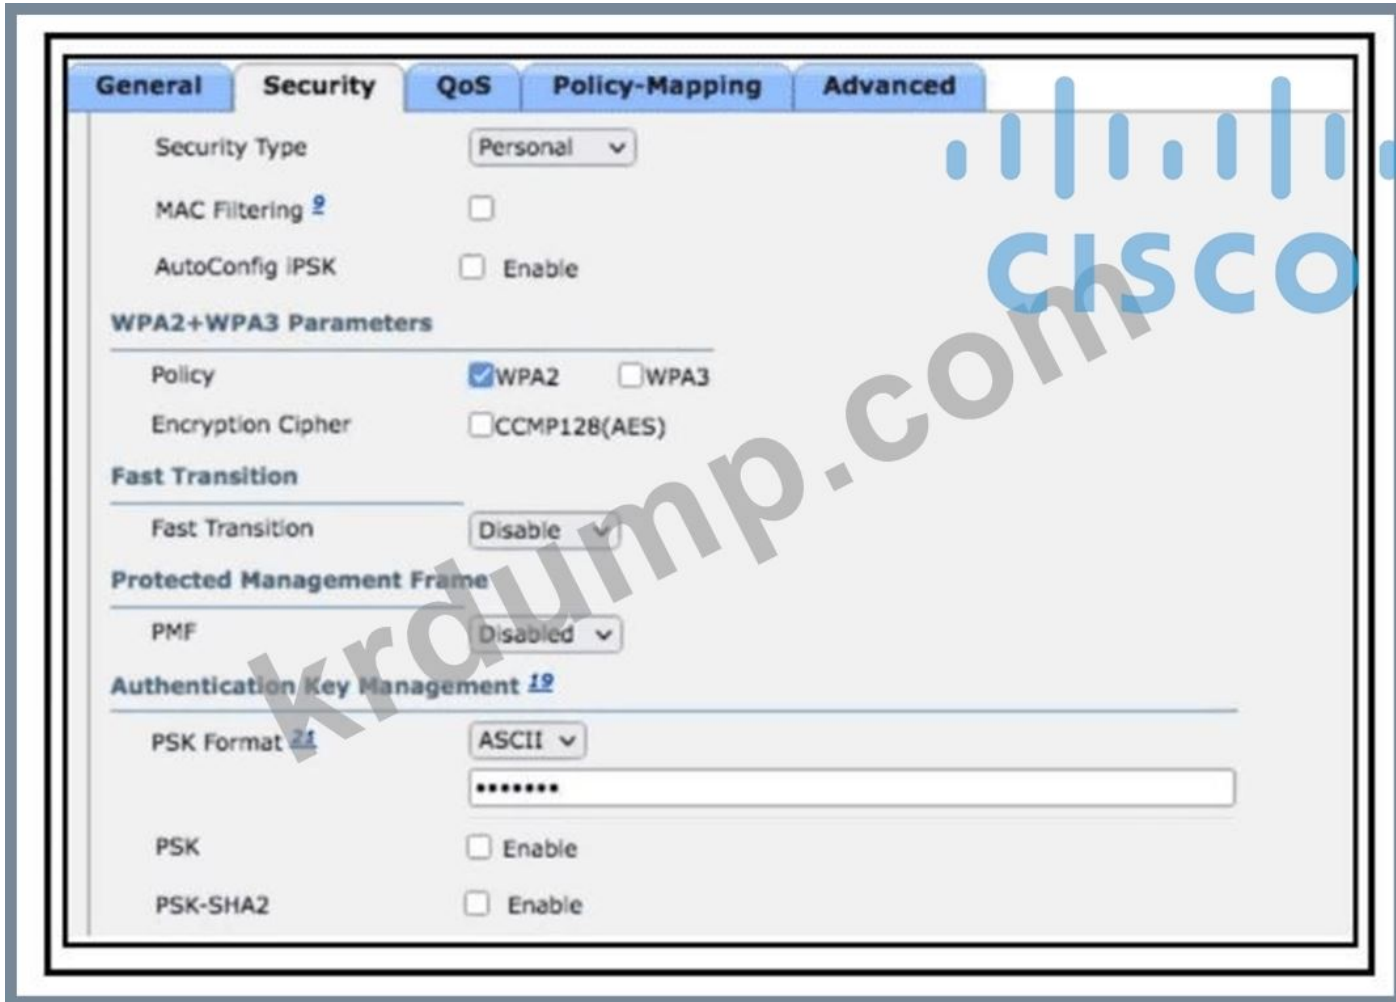 General Security QoS Policy-Mapping Advanced
Security Type Personal
MAC Filtering 9
AutoConfig iPSK Enable
WPA2+WPA3 Parameters
Policy WPA2 WPA3
Encryption Cipher CCMP128(AES)
Fast Transition
Fast Transition Disable
Protected Management Frame
PMF Disabled
Authentication Key Management 19
PSK Format 21 ASCII
•••••••
PSK Enable
PSK-SHA2 Enable
CISCO
krdump.com